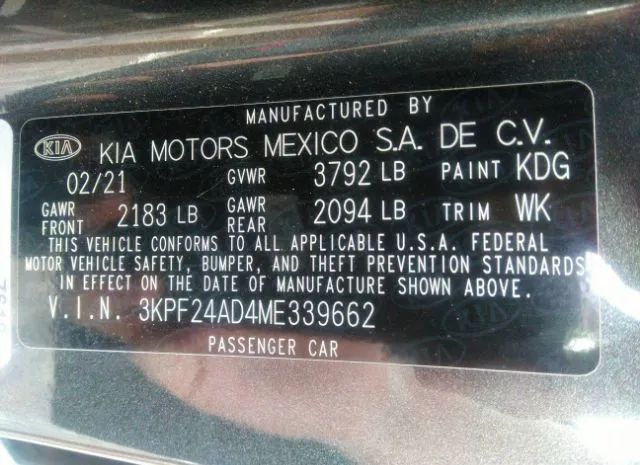 MANUFACTURED BY
KIA KIA MOTORS MEXICO S.A. DE C.V.
02/21 GVWR 3792 LB PAINT KDG
GAWR FRONT 2183 LB GAWR REAR 2094 LB TRIM WK
THIS VEHICLE CONFORMS TO ALL APPLICABLE U.S.A. FEDERAL
MOTOR VEHICLE SAFETY, BUMPER, AND THEFT PREVENTION STANDARDS
IN EFFECT ON THE DATE OF MANUFACTURE SHOWN ABOVE.
V.I.N. 3KPF24AD4ME339662
PASSENGER CAR